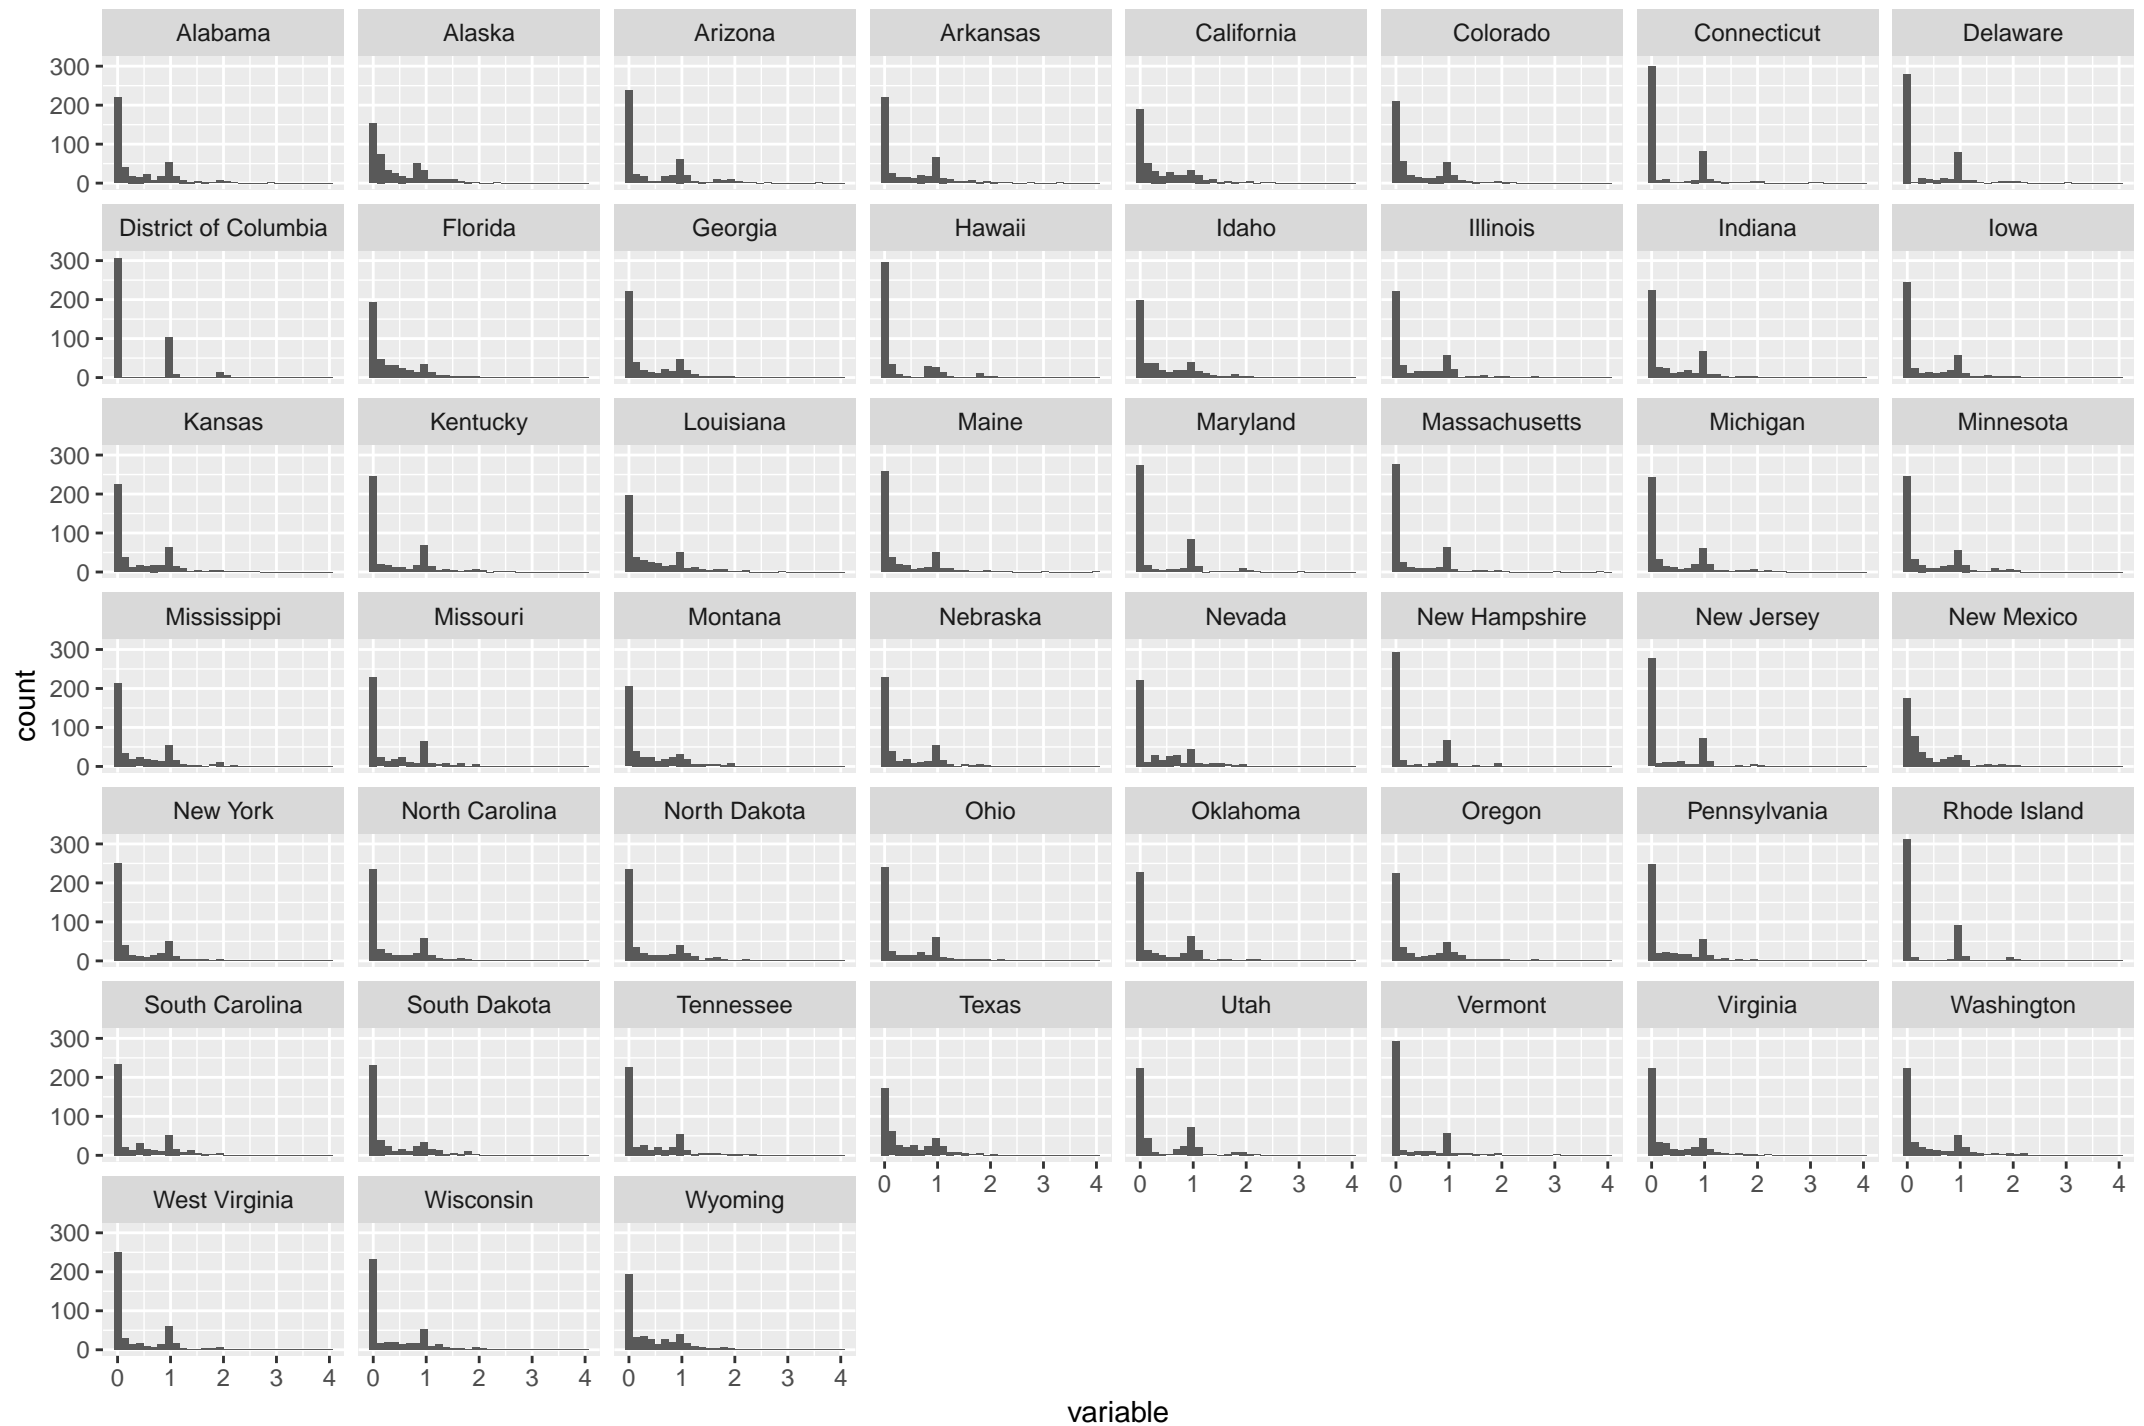 Alabama Alaska Arizona Arkansas California Colorado Connecticut Delaware
300
200
100
0
District of Columbia Florida Georgia Hawaii Idaho Illinois Indiana Iowa
300
200
100
0
Kansas Kentucky Louisiana Maine Maryland Massachusetts Michigan Minnesota
300
200
100
0
Mississippi Missouri Montana Nebraska Nevada New Hampshire New Jersey New Mexico
300
200
100
0
count
New York North Carolina North Dakota Ohio Oklahoma Oregon Pennsylvania Rhode Island
300
200
100
0
South Carolina South Dakota Tennessee Texas Utah Vermont Virginia Washington
300
200
100
0
0 1 2 3 4 0 1 2 3 4 0 1 2 3 4 0 1 2 3 4 0 1 2 3 4
West Virginia Wisconsin Wyoming
300
200
100
0
0 1 2 3 4 0 1 2 3 4 0 1 2 3 4
variable